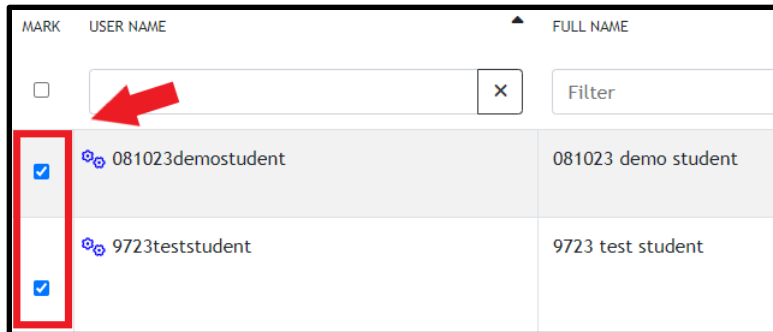 MARK USER NAME FULL NAME
Filter
081023demostudent 081023 demo student
9723teststudent 9723 test student